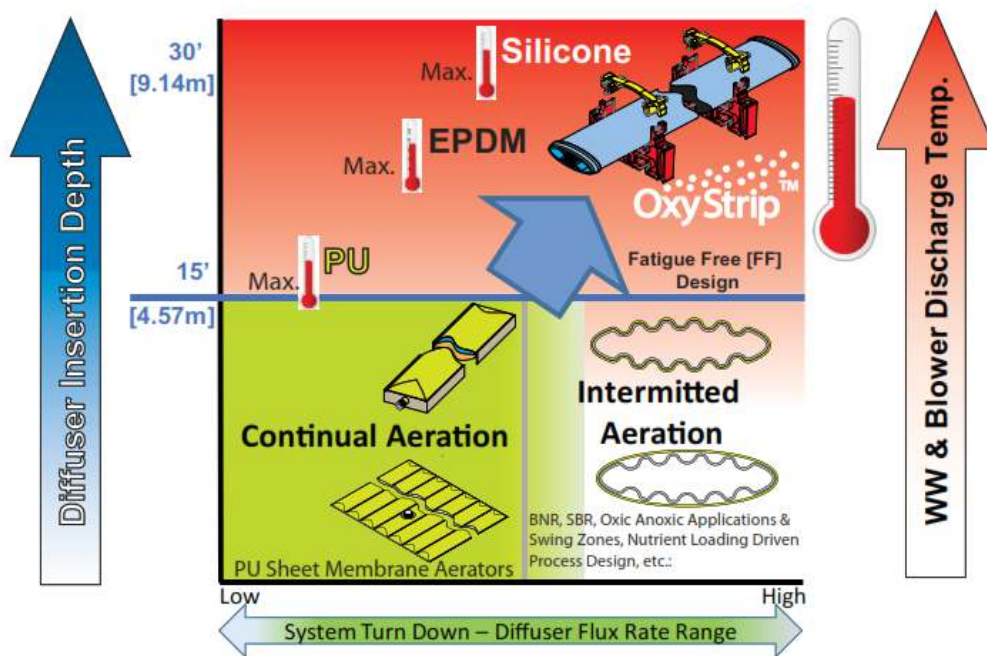 30'
[9.14m]
Silicone
Max.
EPDM
Max.
OxyStrip™
15'
PU
Max.
Fatigue Free [FF]
Design
[4.57m]
Diffuser Insertion Depth
WW & Blower Discharge Temp.
Intermitted
Aeration
Continual Aeration
BNR, SBR, Oxic Anoxic Applications &
Swing Zones, Nutrient Loading Driven
Process Design, etc.:
PU Sheet Membrane Aerators
Low
High
System Turn Down – Diffuser Flux Rate Range